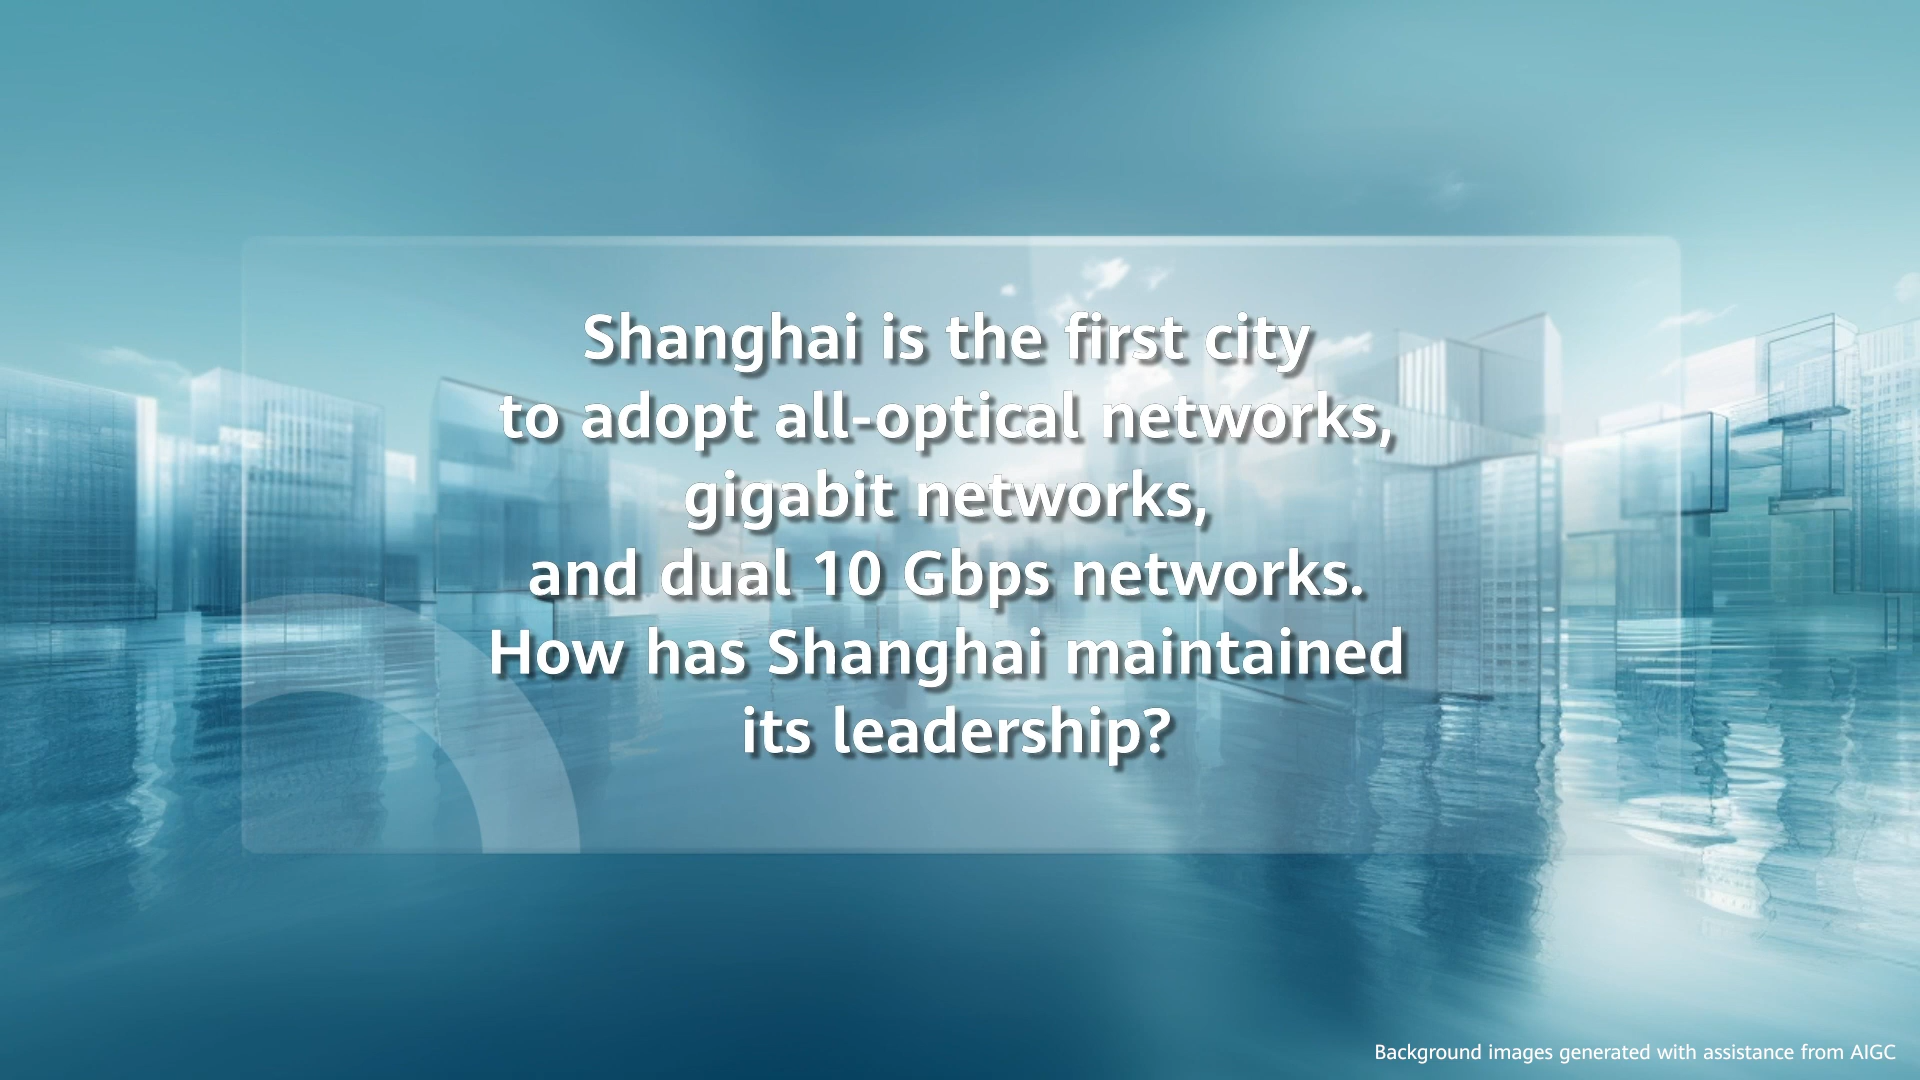 Shanghai is the first city
to adopt all-optical networks,
gigabit networks,
and dual 10 Gbps networks.
How has Shanghai maintained
its leadership?
Background images generated with assistance from AIGC